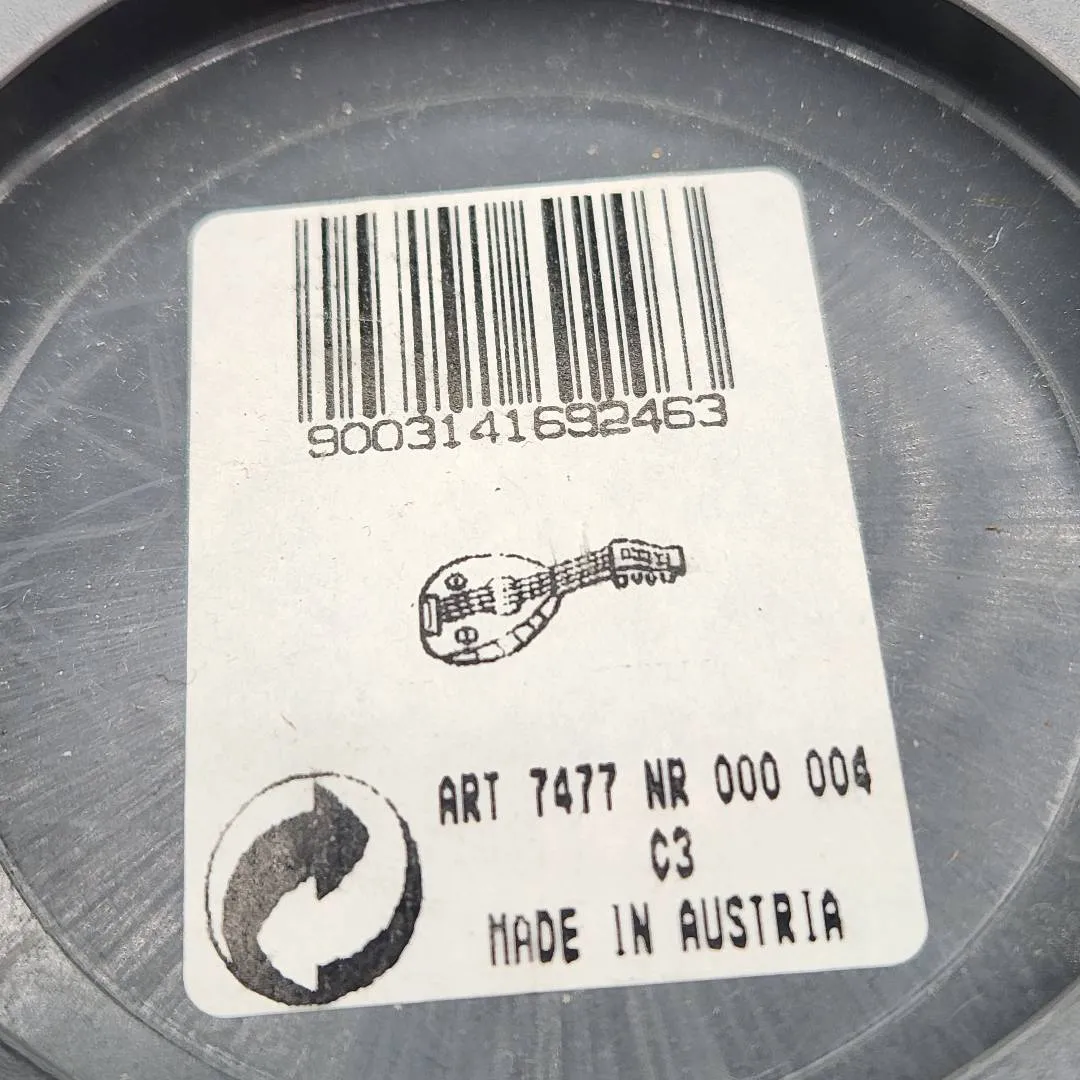 9003141692463
ART 7477 NR 000 004
C3
MADE IN AUSTRIA